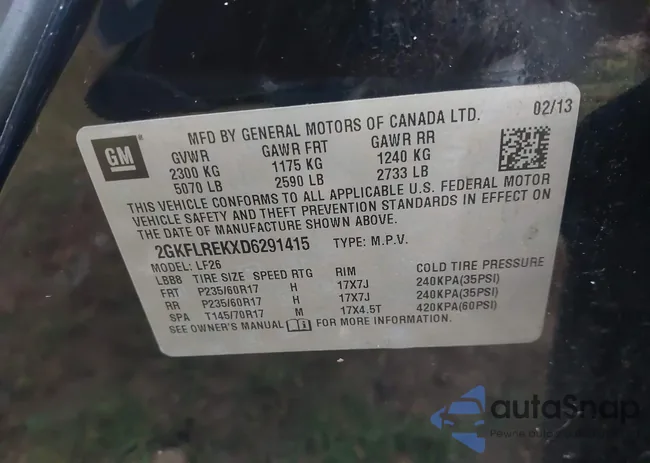 MFD BY GENERAL MOTORS OF CANADA LTD. 02/13
GM
GVWR GAWR FRT GAWR RR
2300 KG 1175 KG 1240 KG
5070 LB 2590 LB 2733 LB
THIS VEHICLE CONFORMS TO ALL APPLICABLE U.S. FEDERAL MOTOR
VEHICLE SAFETY AND THEFT PREVENTION STANDARDS IN EFFECT ON
THE DATE OF MANUFACTURE SHOWN ABOVE.
2GKFLREKXD6291415 TYPE: M.P.V.
MODEL: LF26
LBB8 TIRE SIZE SPEED RTG RIM COLD TIRE PRESSURE
FRT P235/60R17 H 17X7J 240KPA(35PSI)
RR P235/60R17 H 17X7J 240KPA(35PSI)
SPA T145/70R17 M 17X4.5T 420KPA(60PSI)
SEE OWNER'S MANUAL FOR MORE INFORMATION.
autoSnap
Pewne auto